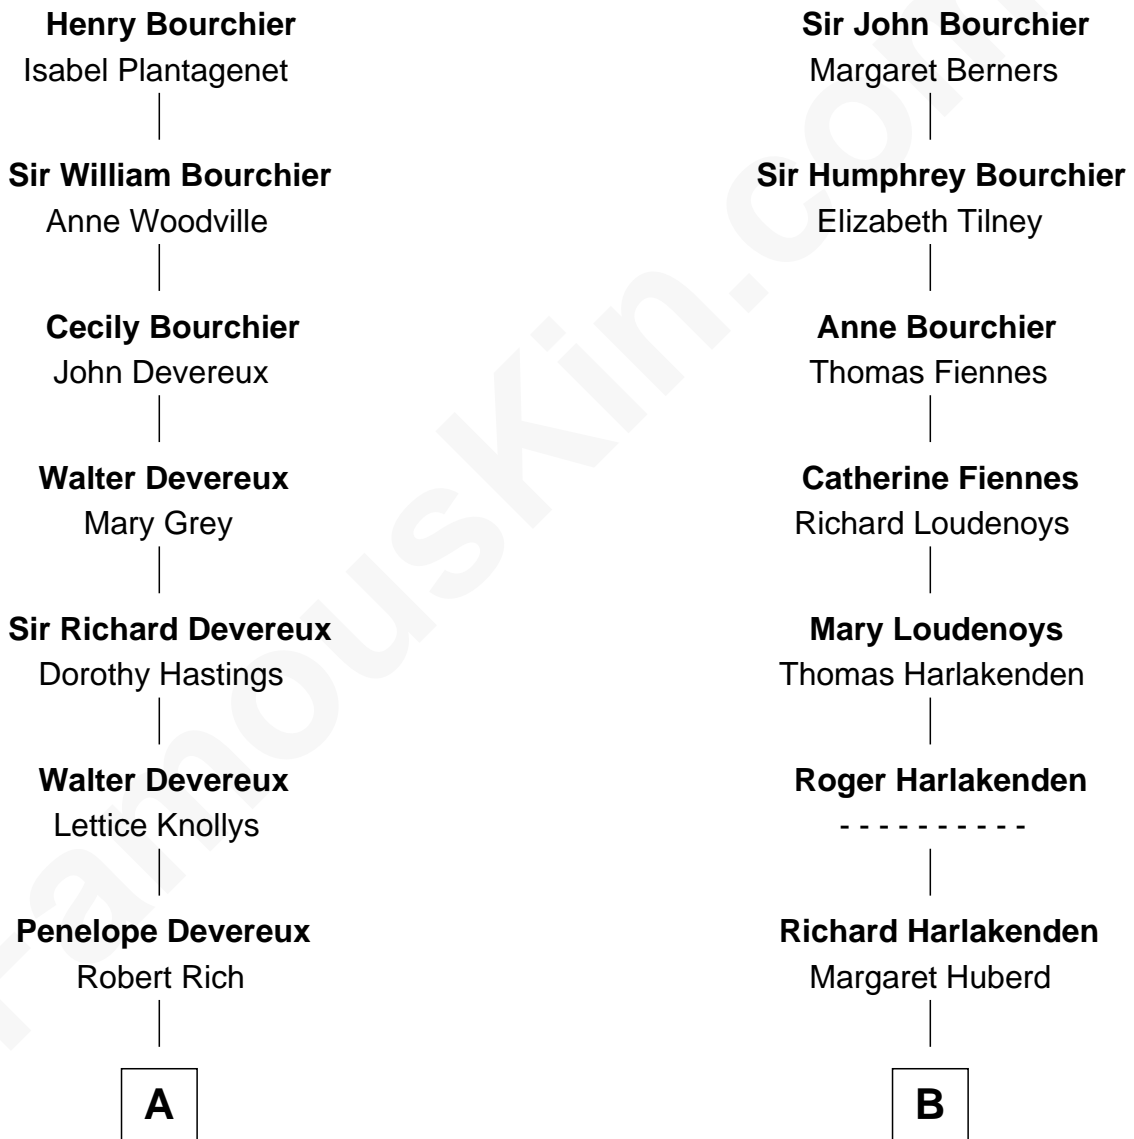 Henry Bourchier
Isabel Plantagenet
Sir William Bourchier
Anne Woodville
Cecily Bourchier
John Devereux
Walter Devereux
Mary Grey
Sir Richard Devereux
Dorothy Hastings
Walter Devereux
Lettice Knollys
Penelope Devereux
Robert Rich
A
Sir John Bourchier
Margaret Berners
Sir Humphrey Bourchier
Elizabeth Tilney
Anne Bourchier
Thomas Fiennes
Catherine Fiennes
Richard Loudenoys
Mary Loudenoys
Thomas Harlakenden
Roger Harlakenden
- - - - - - - - - -
Richard Harlakenden
Margaret Huberd
B
FamousKin.com